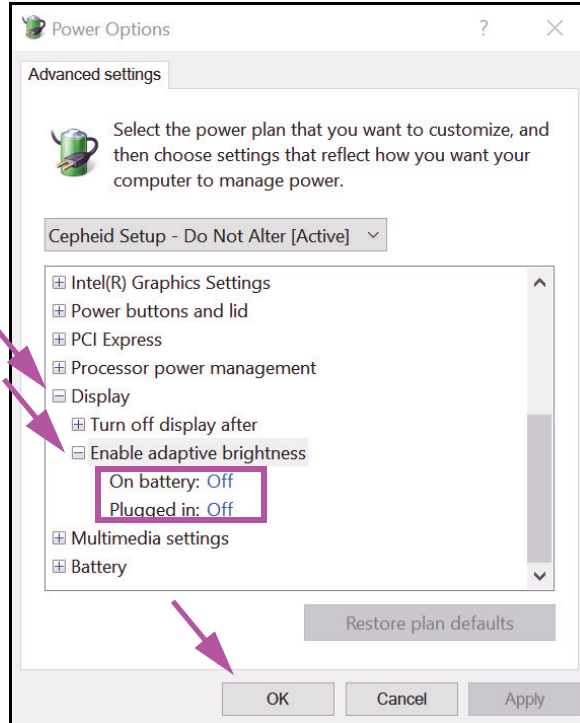 Power Options
Advanced settings
Select the power plan that you want to customize, and
then choose settings that reflect how you want your
computer to manage power.
Cepheid Setup - Do Not Alter [Active]
Intel(R) Graphics Settings
Power buttons and lid
PCI Express
Processor power management
Display
Turn off display after
Enable adaptive brightness
On battery: Off
Plugged in: Off
Multimedia settings
Battery
Restore plan defaults
OK Cancel Apply